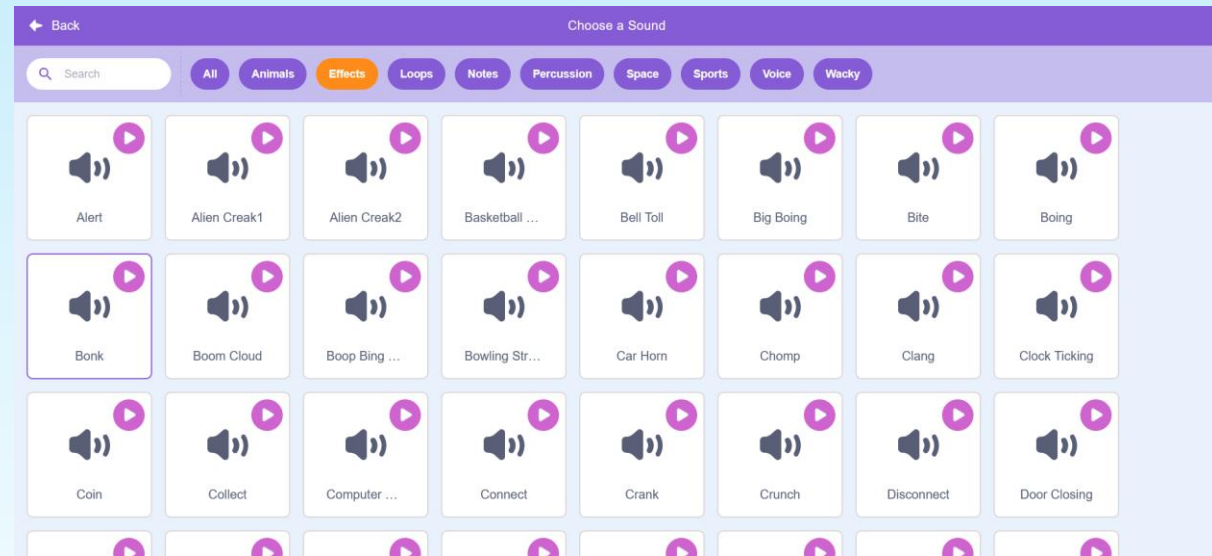 Back Choose a Sound
Search All Animals Effects Loops Notes Percussion Space Sports Voice Wacky
Alert Alien Creak1 Alien Creak2 Basketball ... Bell Toll Big Boing Bite Boing
Bonk Boom Cloud Boop Bing ... Bowling Str... Car Horn Chomp Clang Clock Ticking
Coin Collect Computer ... Connect Crank Crunch Disconnect Door Closing